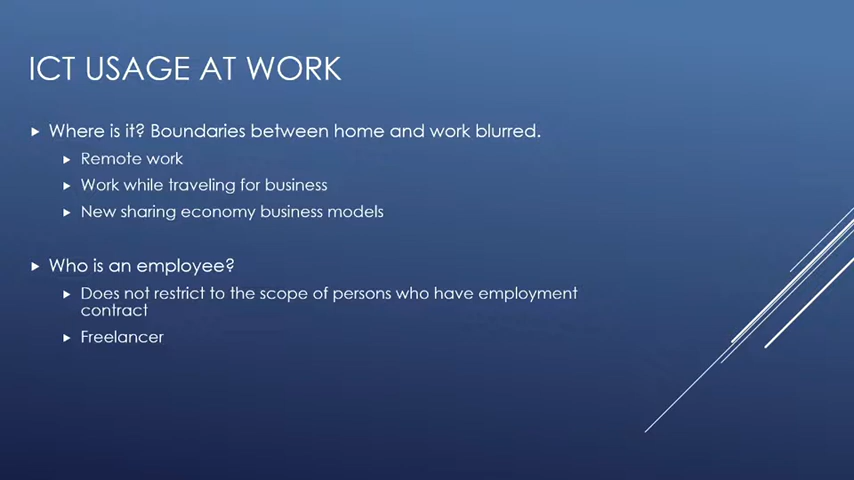 ICT USAGE AT WORK
Where is it? Boundaries between home and work blurred.
Remote work
Work while traveling for business
New sharing economy business models
Who is an employee?
Does not restrict to the scope of persons who have employment
contract
Freelancer